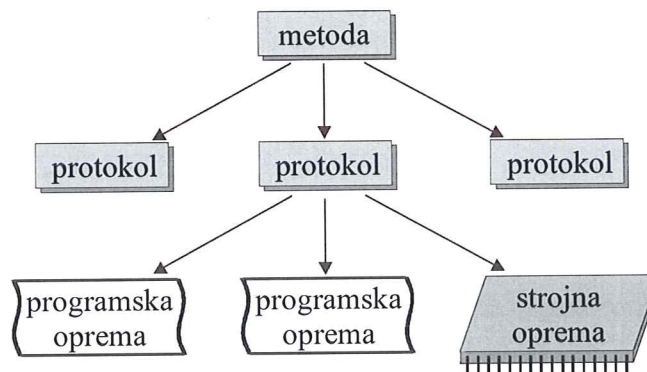 metoda
protokol
protokol
protokol
programska
oprema
programska
oprema
strojna
oprema